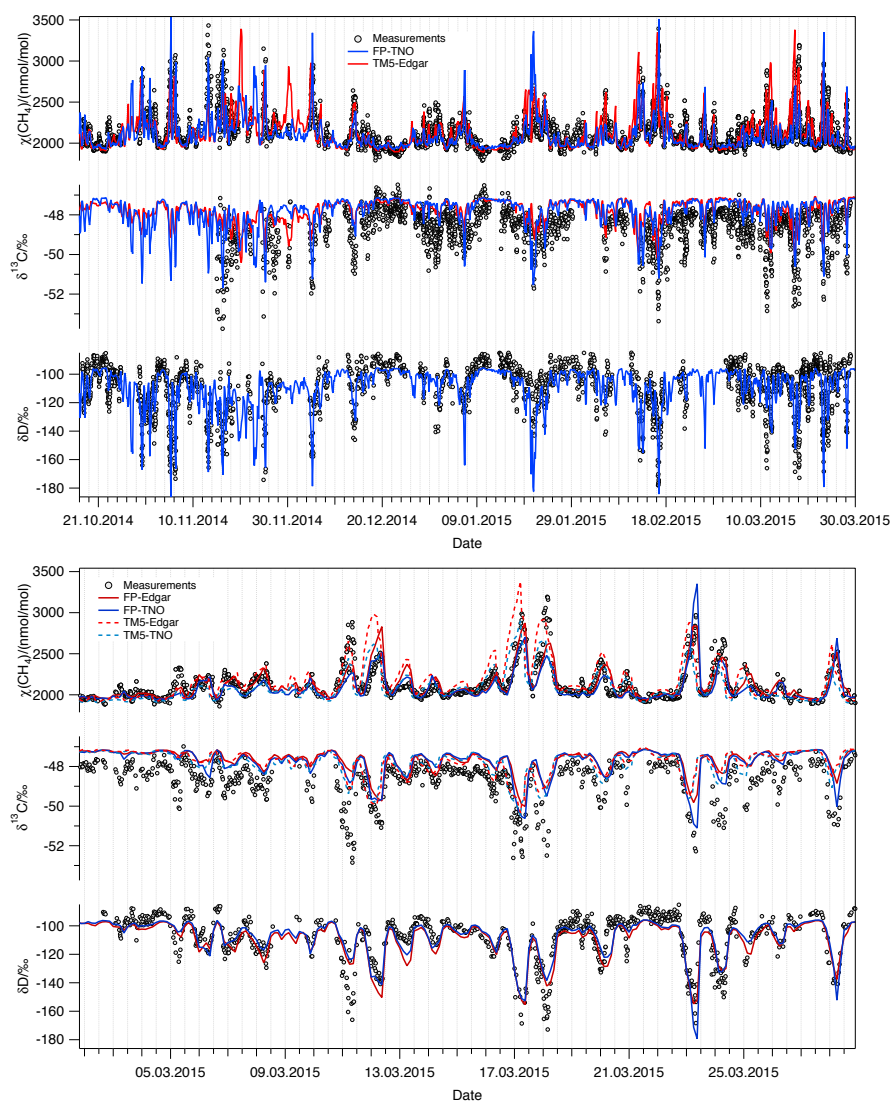 3500
3000
2500
2000
χ(CH₄)/(nmol/mol)
Measurements
FP-TNO
TM5-Edgar
-48
-50
-52
δ¹³C/‰
-100
-120
-140
-160
-180
δD/‰
21.10.2014 10.11.2014 30.11.2014 20.12.2014 09.01.2015 29.01.2015 18.02.2015 10.03.2015 30.03.2015
Date
3500
3000
2500
2000
χ(CH₄)/(nmol/mol)
Measurements
FP-Edgar
FP-TNO
TM5-Edgar
TM5-TNO
-48
-50
-52
δ¹³C/‰
-100
-120
-140
-160
-180
δD/‰
05.03.2015 09.03.2015 13.03.2015 17.03.2015 21.03.2015 25.03.2015
Date